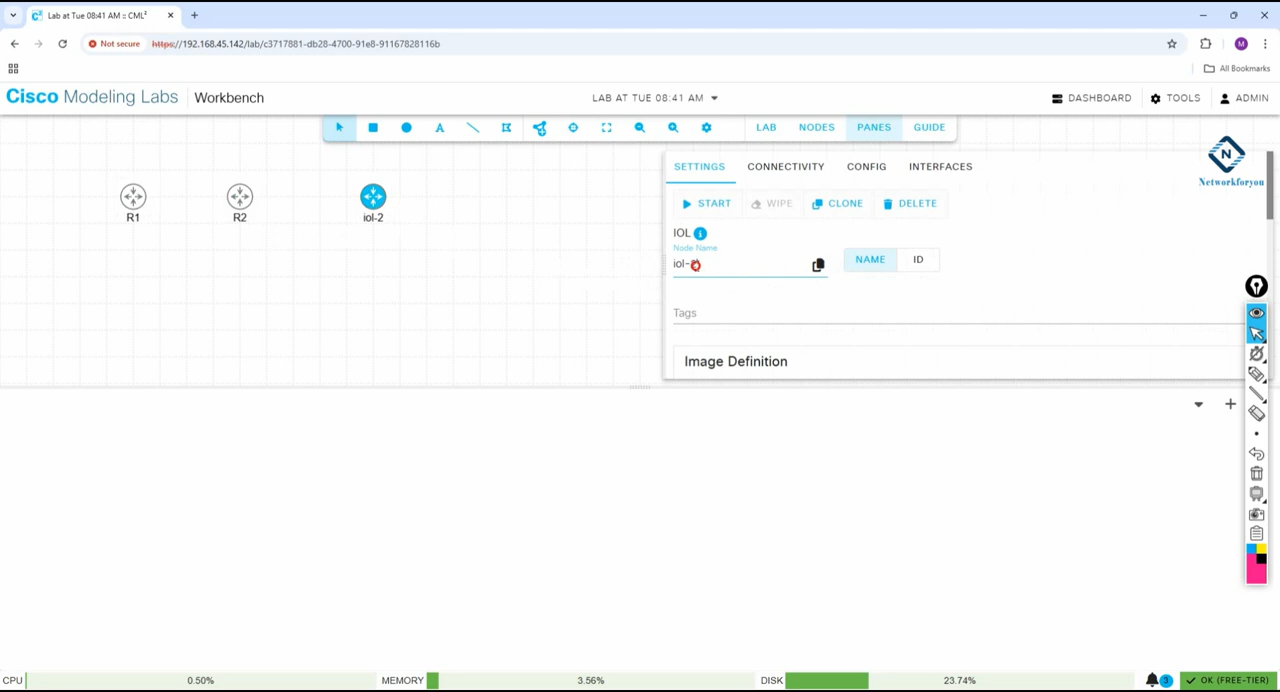 Lab at Tue 08:41 AM :: CML²
Not secure
https://192.168.45.142/lab/c3717881-db28-4700-91e8-91167828116b
M
All Bookmarks
Cisco Modeling Labs
Workbench
LAB AT TUE 08:41 AM
DASHBOARD
TOOLS
ADMIN
A
LAB
NODES
PANES
GUIDE
R1
R2
iol-2
SETTINGS
CONNECTIVITY
CONFIG
INTERFACES
N
Networkforyou
START
WIPE
CLONE
DELETE
IOL
Node Name
iol-
NAME
ID
Tags
Image Definition
CPU
0.50%
MEMORY
3.56%
DISK
23.74%
3
OK (FREE-TIER)